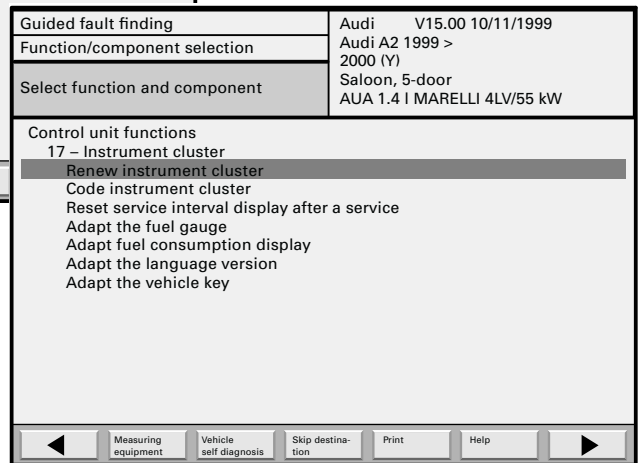 Guided fault finding
Function/component selection
Select function and component
Audi V15.00 10/11/1999
Audi A2 1999 >
2000 (Y)
Saloon, 5-door
AUA 1.4 l MARELLI 4LV/55 kW
Control unit functions
17 – Instrument cluster
Renew instrument cluster
Code instrument cluster
Reset service interval display after a service
Adapt the fuel gauge
Adapt fuel consumption display
Adapt the language version
Adapt the vehicle key
Measuring
equipment
Vehicle
self diagnosis
Skip destina-
tion
Print
Help